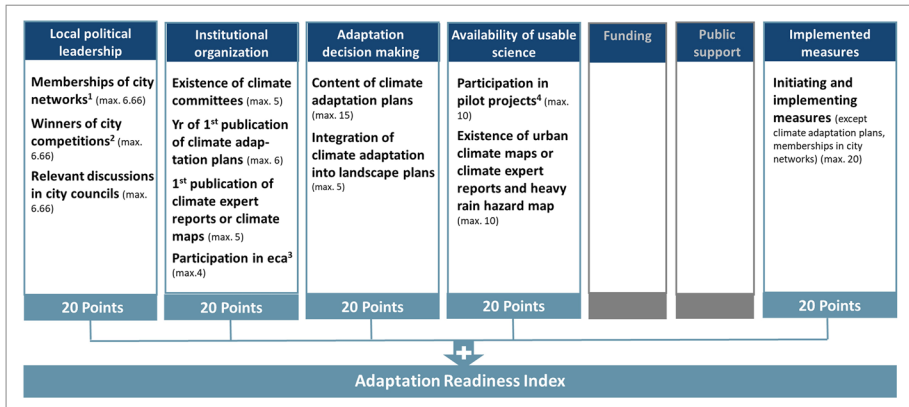 Local political
leadership
Memberships of city
networks1 (max. 6.66)
Winners of city
competitions2 (max.
6.66)
Relevant discussions
in city councils (max.
6.66)
20 Points
Institutional
organization
Existence of climate
committees (max. 5)
Yr of 1st publication
of climate adap-
tation plans (max. 6)
1st publication of
climate expert
reports or climate
maps (max. 5)
Participation in eca3
(max.4)
20 Points
Adaptation
decision making
Content of climate
adaptation plans
(max. 15)
Integration of
climate adaptation
into landscape plans
(max. 5)
20 Points
Availability of usable
science
Participation in
pilot projects4 (max.
10)
Existence of urban
climate maps or
climate expert
reports and heavy
rain hazard map
(max. 10)
20 Points
Funding
Public
support
Implemented
measures
Initiating and
implementing
measures (except
climate adaptation plans,
memberships in city
networks) (max. 20)
20 Points
+
Adaptation Readiness Index